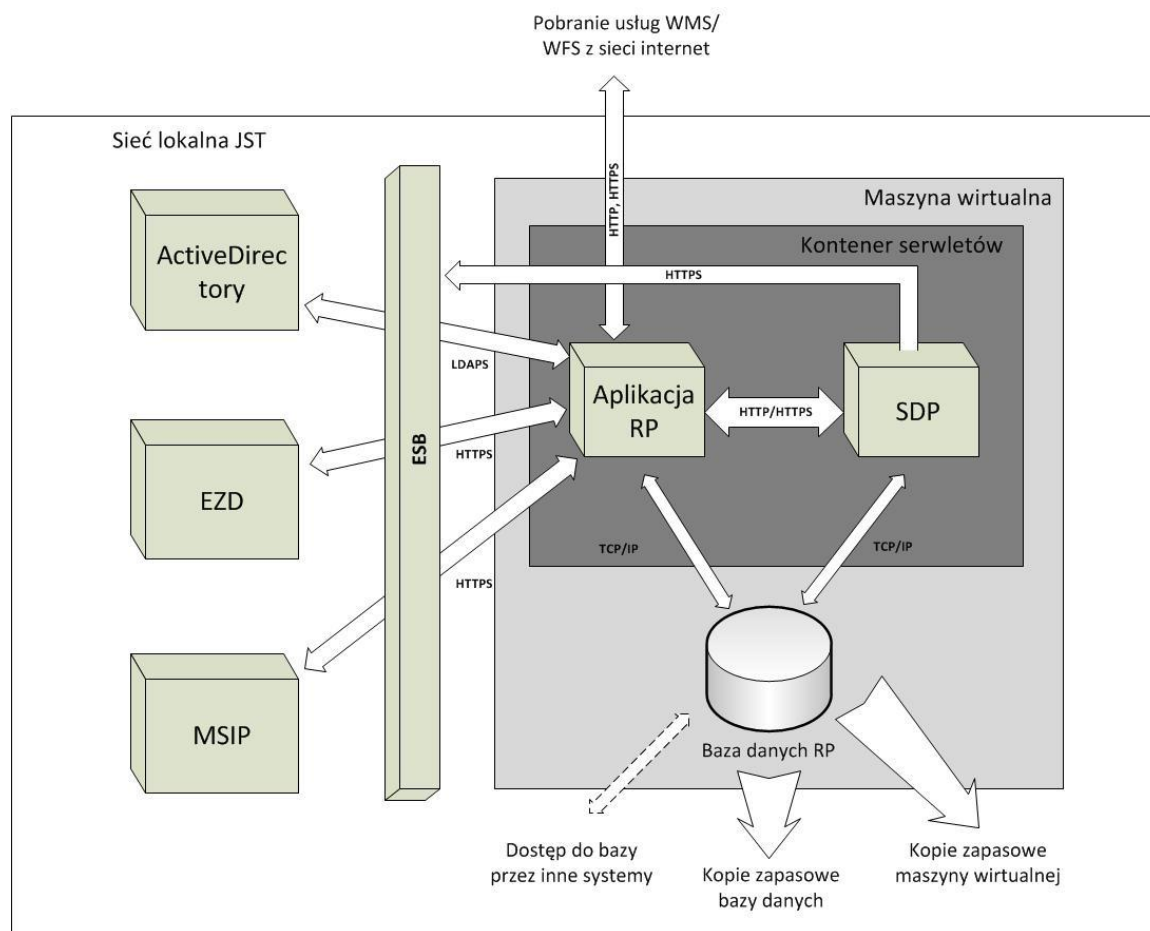 Pobranie usług WMS/
WFS z sieci internet
Sieć lokalna JST
HTTP, HTTPS
Maszyna wirtualna
Kontener serwletów
ActiveDirec
tory
HTTPS
LDAPS
Aplikacja
RP
HTTP/HTTPS
SDP
ESB
HTTPS
EZD
TCP/IP
TCP/IP
HTTPS
MSIP
Baza danych RP
Dostęp do bazy
przez inne systemy
Kopie zapasowe
bazy danych
Kopie zapasowe
maszyny wirtualnej